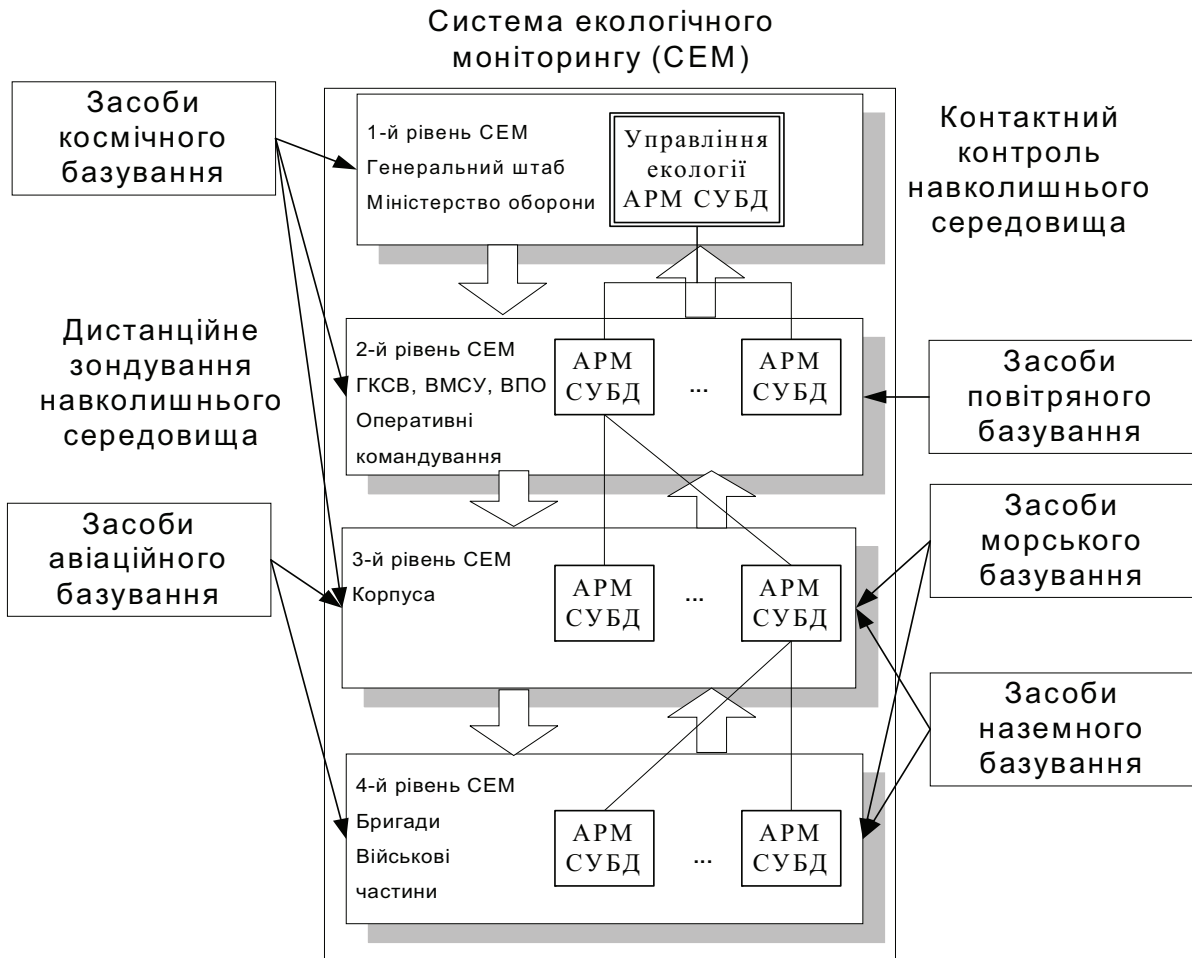 Система екологічного
моніторингу (СЕМ)
Засоби
космічного
базування
1-й рівень СЕМ
Генеральний штаб
Міністерство оборони
Управління
екології
АРМ СУБД
Контактний
контроль
навколишнього
середовища
Дистанційне
зондування
навколишнього
середовища
2-й рівень СЕМ
ГКСВ, ВМСУ, ВПО
Оперативні
командування
АРМ
СУБД
...
АРМ
СУБД
Засоби
повітряного
базування
Засоби
авіаційного
базування
3-й рівень СЕМ
Корпуса
АРМ
СУБД
...
АРМ
СУБД
Засоби
морського
базування
Засоби
наземного
базування
4-й рівень СЕМ
Бригади
Військові
частини
АРМ
СУБД
...
АРМ
СУБД